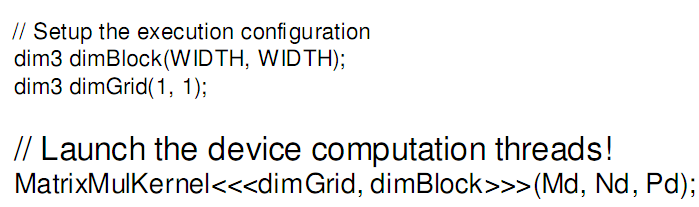 // Setup the execution configuration
dim3 dimBlock(WIDTH, WIDTH);
dim3 dimGrid(1, 1);
// Launch the device computation threads!
MatrixMulKernel<<<dimGrid, dimBlock>>>(Md, Nd, Pd);